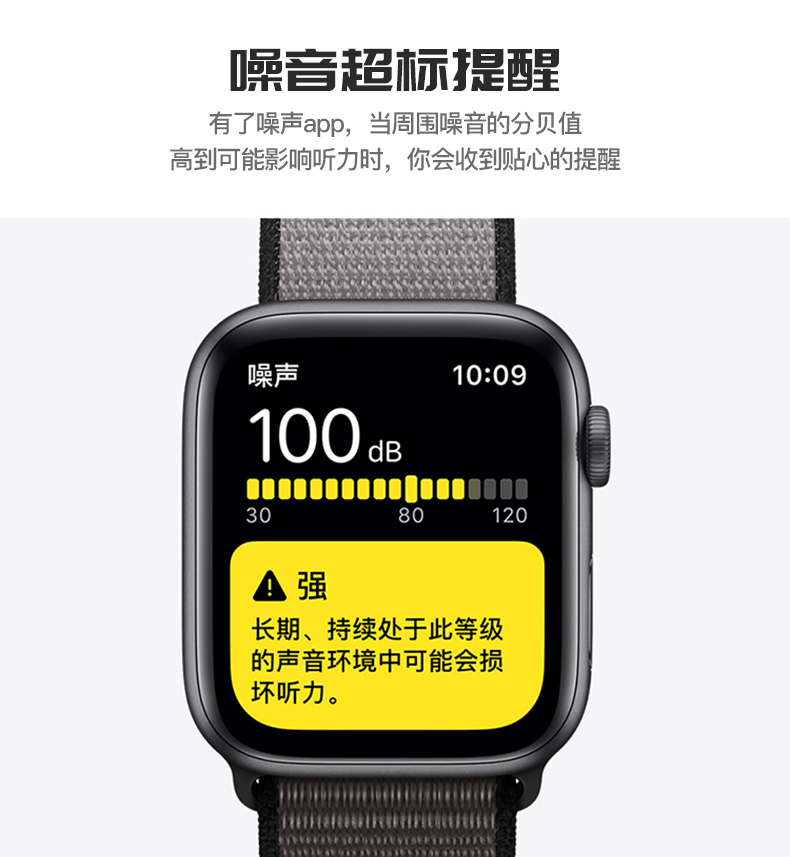 噪音超标提醒
有了噪声app，当周围噪音的分贝值
高到可能影响听力时，你会收到贴心的提醒
噪声 10:09
100 dB
30 80 120
强
长期、持续处于此等级
的声音环境中可能会损
坏听力。